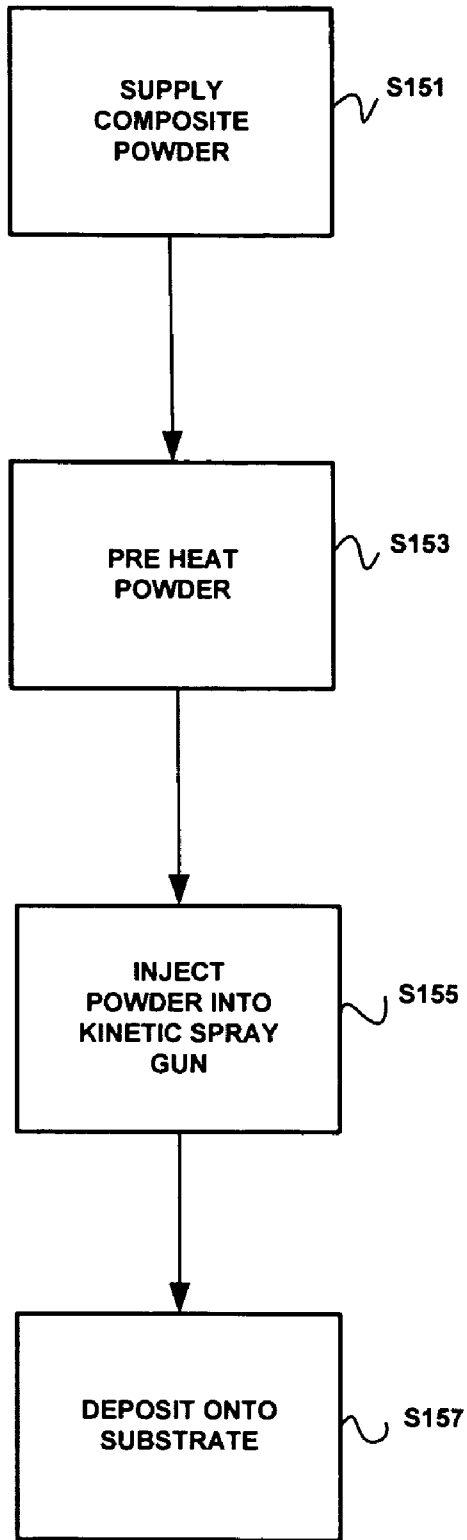 SUPPLY
COMPOSITE
POWDER
S151
PRE HEAT
POWDER
S153
INJECT
POWDER INTO
KINETIC SPRAY
GUN
S155
DEPOSIT ONTO
SUBSTRATE
S157